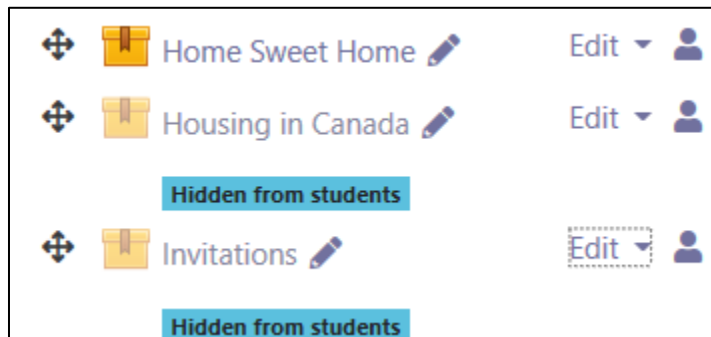 Home Sweet Home Edit
Housing in Canada Edit
Hidden from students
Invitations Edit
Hidden from students